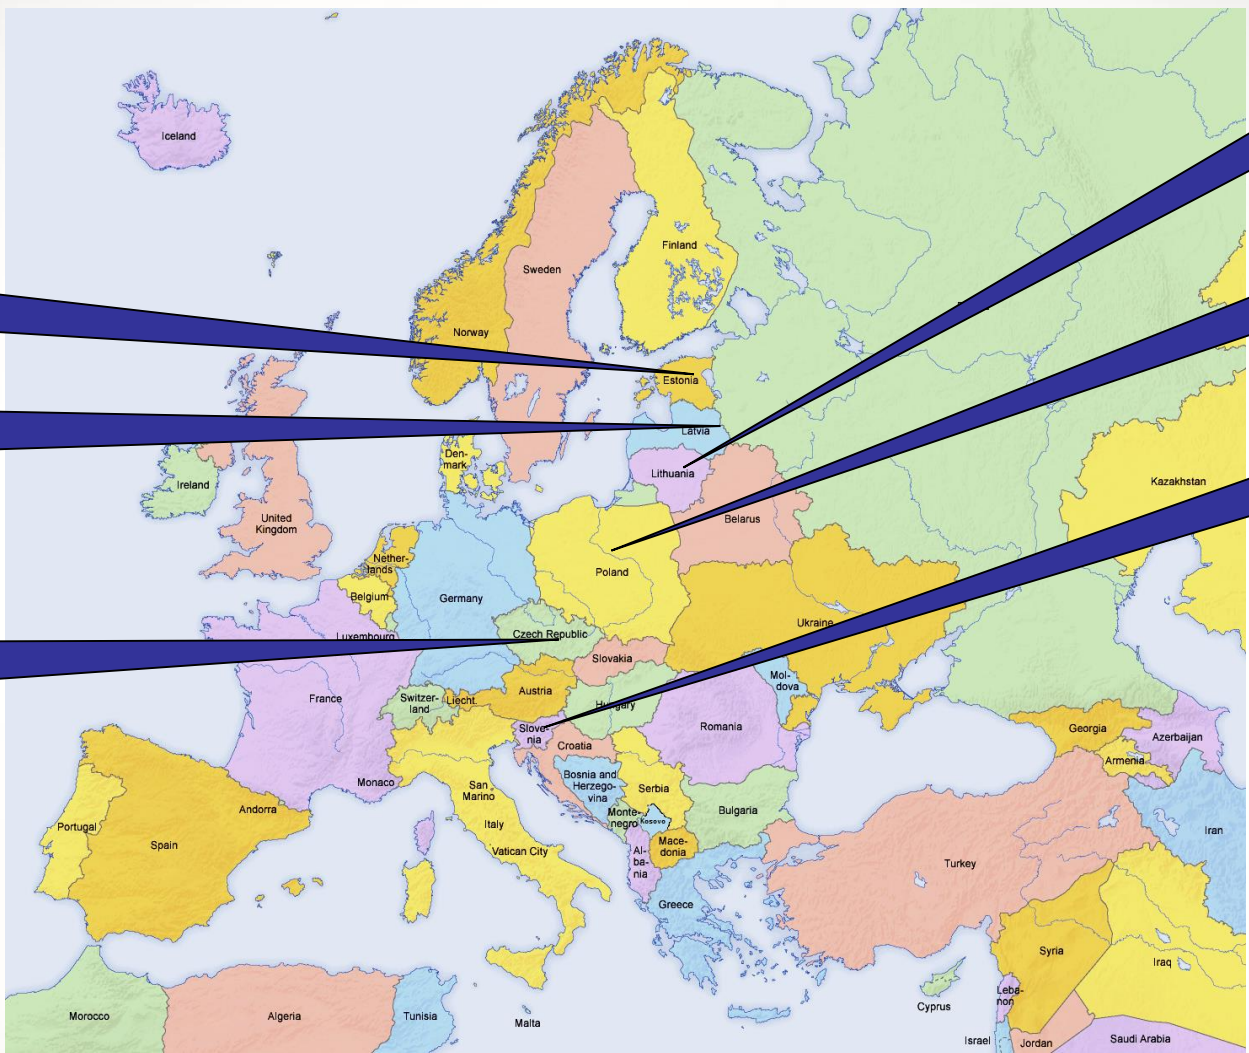 Iceland
Finland
Sweden
Norway
Estonia
Latvia
Den-
mark
Lithuania
Ireland
Kazakhstan
United
Kingdom
Belarus
Nether-
lands
Poland
Belgium
Germany
Ukraine
Luxembourg
Czech Republic
Slovakia
Mol-
dova
Austria
France
Switzer-
land
Liecht.
Hungary
Slove-
nia
Romania
Georgia
Azerbaijan
Croatia
Armenia
Monaco
Bosnia and
Herzego-
vina
San
Marino
Serbia
Andorra
Monte-
negro
Kosovo
Bulgaria
Portugal
Italy
Iran
Spain
Vatican City
Mace-
donia
Al-
ba-
nia
Turkey
Greece
Syria
Iraq
Leba-
non
Cyprus
Morocco
Algeria
Tunisia
Malta
Israel
Jordan
Saudi Arabia